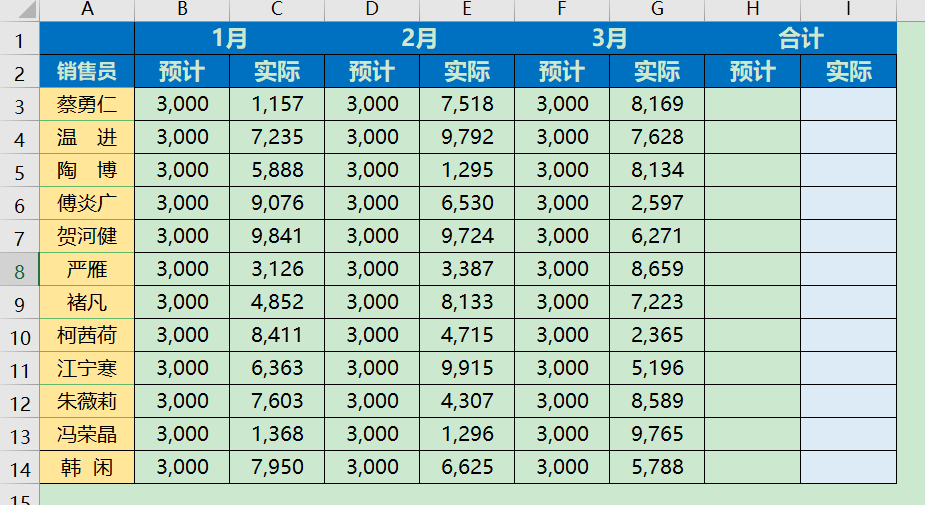 A B C D E F G H I
1 1月 2月 3月 合计
2 销售员 预计 实际 预计 实际 预计 实际 预计 实际
3 蔡勇仁 3,000 1,157 3,000 7,518 3,000 8,169
4 温 进 3,000 7,235 3,000 9,792 3,000 7,628
5 陶 博 3,000 5,888 3,000 1,295 3,000 8,134
6 傅炎广 3,000 9,076 3,000 6,530 3,000 2,597
7 贺河健 3,000 9,841 3,000 9,724 3,000 6,271
8 严雁 3,000 3,126 3,000 3,387 3,000 8,659
9 褚凡 3,000 4,852 3,000 8,133 3,000 7,223
10 柯茜荷 3,000 8,411 3,000 4,715 3,000 2,365
11 江宁寒 3,000 6,363 3,000 9,915 3,000 5,196
12 朱薇莉 3,000 7,603 3,000 4,307 3,000 8,589
13 冯荣晶 3,000 1,368 3,000 1,296 3,000 9,765
14 韩 闲 3,000 7,950 3,000 6,625 3,000 5,788
15